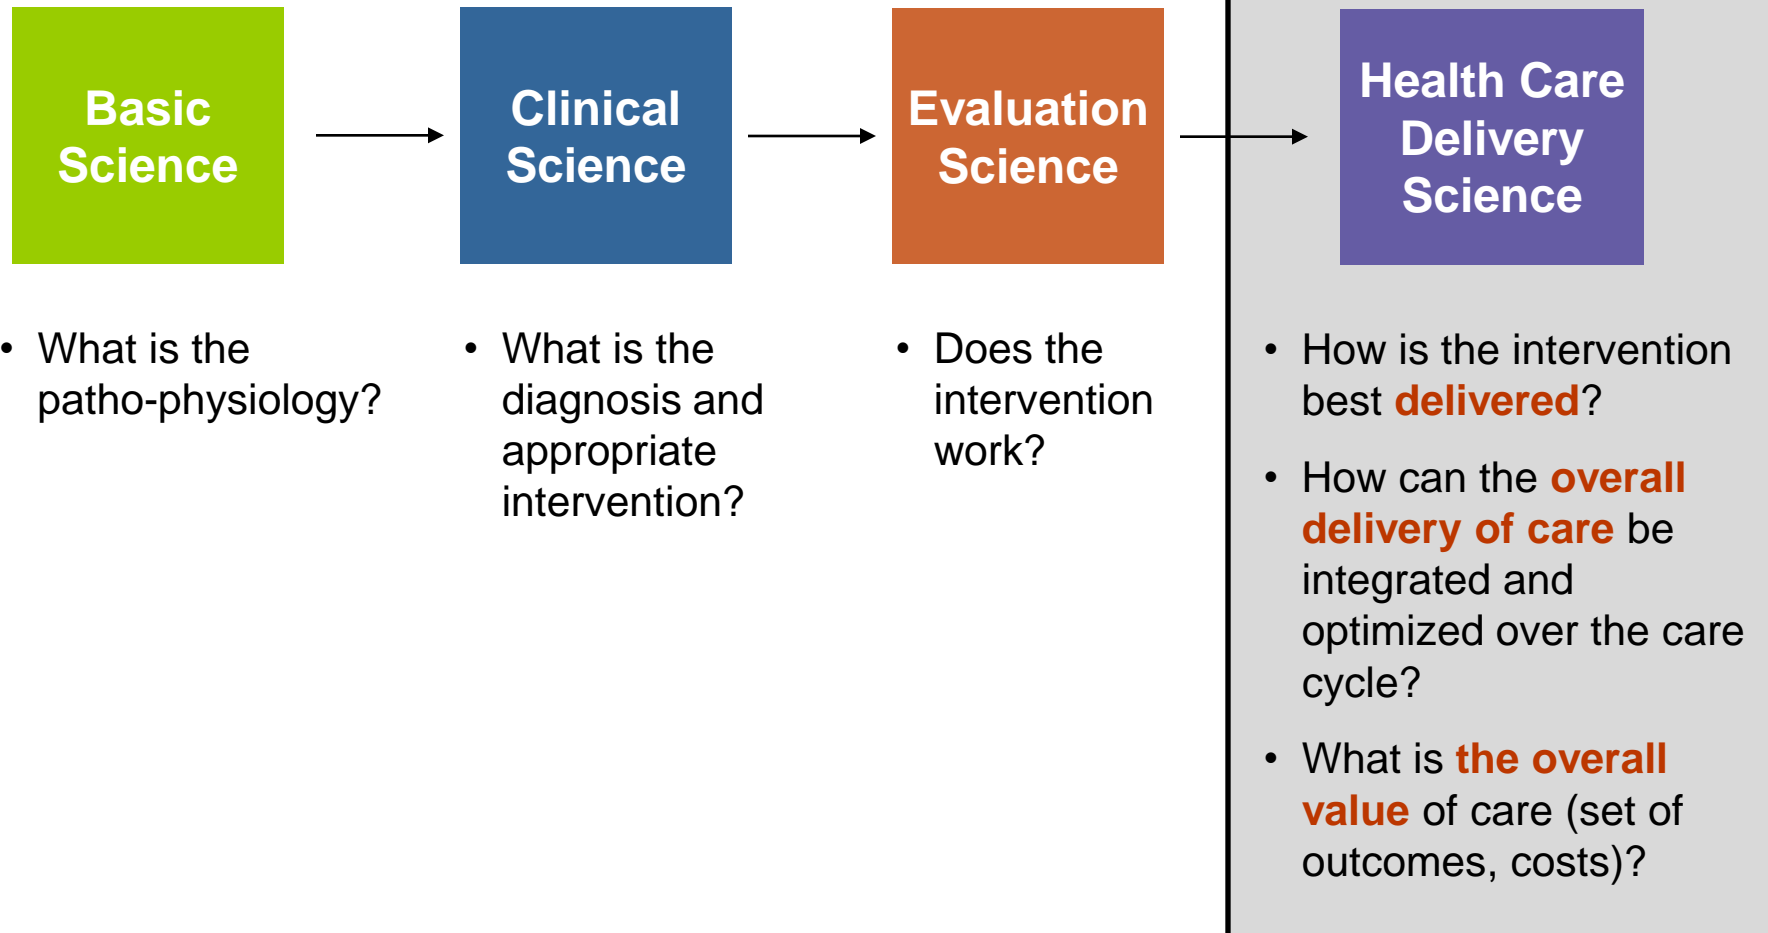 Basic
Science
Clinical
Science
Evaluation
Science
Health Care
Delivery
Science
• What is the
patho-physiology?
• What is the
diagnosis and
appropriate
intervention?
• Does the
intervention
work?
• How is the intervention
best delivered?
• How can the overall
delivery of care be
integrated and
optimized over the care
cycle?
• What is the overall
value of care (set of
outcomes, costs)?